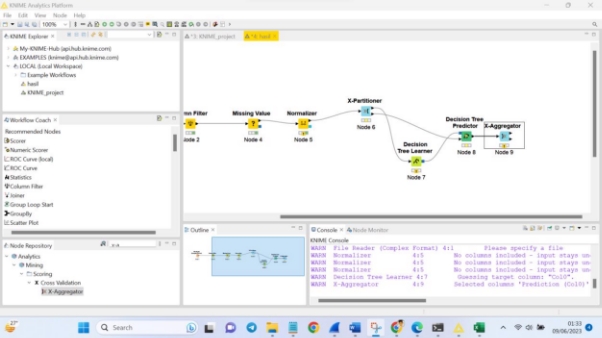 KNIME Analytics Platform
File Edit View Node Help
100%
KNIME Explorer
*3: KNIME_project
My-KNIME-Hub (api.hub.knime.com)
EXAMPLES (knime@api.hub.knime.com)
LOCAL (Local Workspace)
Example Workflows
KNIME_project
Workflow Coach
Recommended Nodes
Scorer
Numeric Scorer
ROC Curve (local)
ROC Curve
Statistics
Column Filter
Joiner
Group Loop Start
GroupBy
Scatter Plot
Node Repository
x-a
Analytics
Mining
Scoring
Cross Validation
X-Aggregator
mn Filter
Node 2
Missing Value
Node 4
Normalizer
Node 5
X-Partitioner
Node 6
Decision
Tree Learner
Node 7
Decision Tree
Predictor
Node 8
X-Aggregator
Node 9
Outline
Console
Node Monitor
KNIME Console
WARN File Reader (Complex Format) 4:1 Please specify a file
WARN Normalizer 4:5 No columns included - input stays un
WARN Normalizer 4:5 No columns included - input stays un
WARN Normalizer 4:5 No columns included - input stays un
WARN Decision Tree Learner 4:7 Guessing target column: "Col0".
WARN X-Aggregator 4:9 Selected column 'Prediction (Col0)'
Search
01:33
09/06/2023